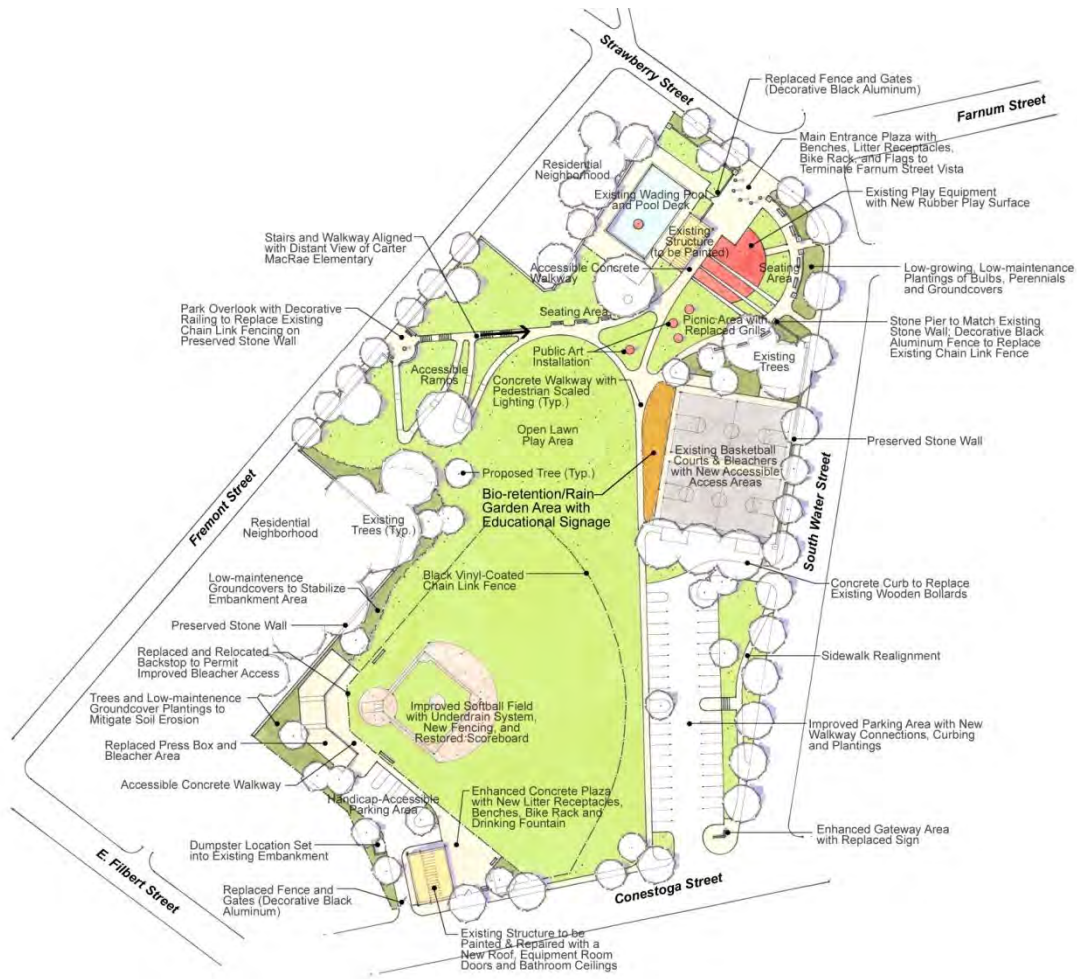 Strawberry Street
Farnum Street
Replaced Fence and Gates
(Decorative Black Aluminum)
Main Entrance Plaza with
Benches, Litter Receptacles,
Bike Rack, and Flags to
Terminate Farnum Street Vista
Residential
Neighborhood
Existing Wading Pool
and Pool Deck
Existing Play Equipment
with New Rubber Play Surface
Existing
Structure
(to be Painted)
Stairs and Walkway Aligned
with Distant View of Carter
MacRae Elementary
Accessible Concrete
Walkway
Seating
Area
Low-growing, Low-maintenance
Plantings of Bulbs, Perennials
and Groundcovers
Park Overlook with Decorative
Railing to Replace Existing
Chain Link Fencing on
Preserved Stone Wall
Seating Area
Picnic Area with
Replaced Grills
Stone Pier to Match Existing
Stone Wall; Decorative Black
Aluminum Fence to Replace
Existing Chain Link Fence
Public Art
Installation
Existing
Trees
Accessible
Ramps
Concrete Walkway with
Pedestrian Scaled
Lighting (Typ.)
Open Lawn
Play Area
Preserved Stone Wall
Existing Basketball
Courts & Bleachers
with New Accessible
Access Areas
Proposed Tree (Typ.)
Bio-retention/Rain
Garden Area with
Educational Signage
South Water Street
Fremont Street
Residential
Neighborhood
Existing
Trees (Typ.)
Low-maintenence
Groundcovers to Stabilize
Embankment Area
Black Vinyl-Coated
Chain Link Fence
Concrete Curb to Replace
Existing Wooden Bollards
Preserved Stone Wall
Replaced and Relocated
Backstop to Permit
Improved Bleacher Access
Sidewalk Realignment
Trees and Low-maintenence
Groundcover Plantings to
Mitigate Soil Erosion
Improved Softball Field
with Underdrain System,
New Fencing, and
Restored Scoreboard
Improved Parking Area with New
Walkway Connections, Curbing
and Plantings
Replaced Press Box and
Bleacher Area
Accessible Concrete Walkway
Handicap-Accessible
Parking Area
Enhanced Concrete Plaza
with New Litter Receptacles,
Benches, Bike Rack and
Drinking Fountain
Enhanced Gateway Area
with Replaced Sign
Dumpster Location Set
into Existing Embankment
E. Filbert Street
Replaced Fence and
Gates (Decorative Black
Aluminum)
Conestoga Street
Existing Structure to be
Painted & Repaired with a
New Roof, Equipment Room
Doors and Bathroom Ceilings